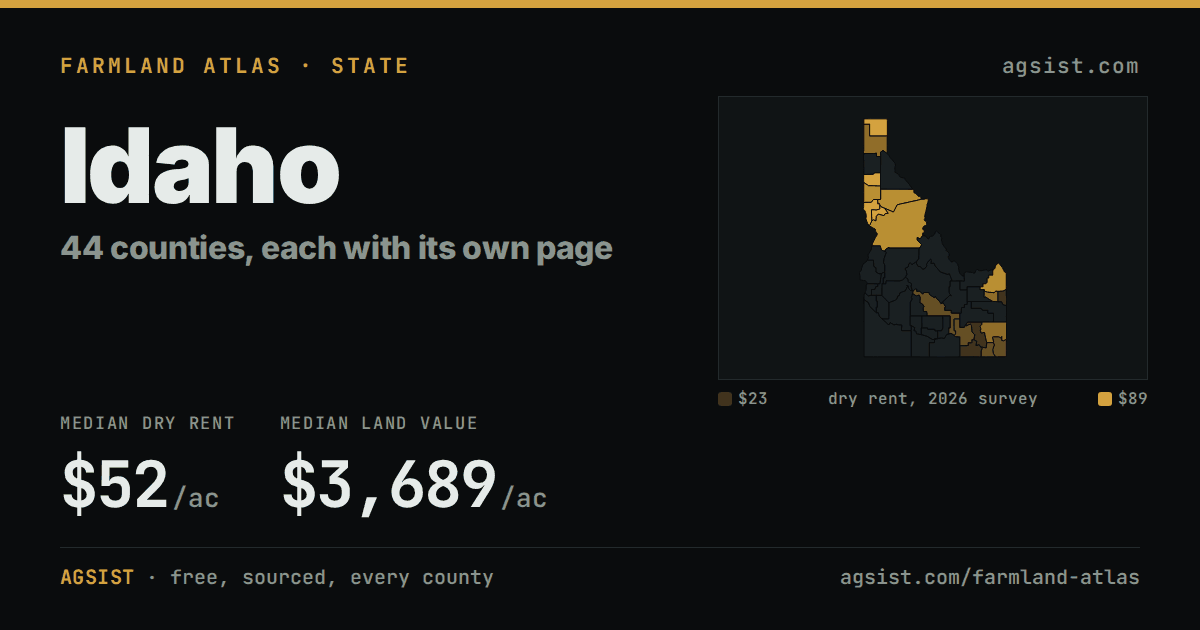 FARMLAND ATLAS · STATE
agsist.com
Idaho
44 counties, each with its own page
$23
dry rent, 2026 survey
$89
MEDIAN DRY RENT
MEDIAN LAND VALUE
$52/ac
$3,689/ac
AGSIST · free, sourced, every county
agsist.com/farmland-atlas